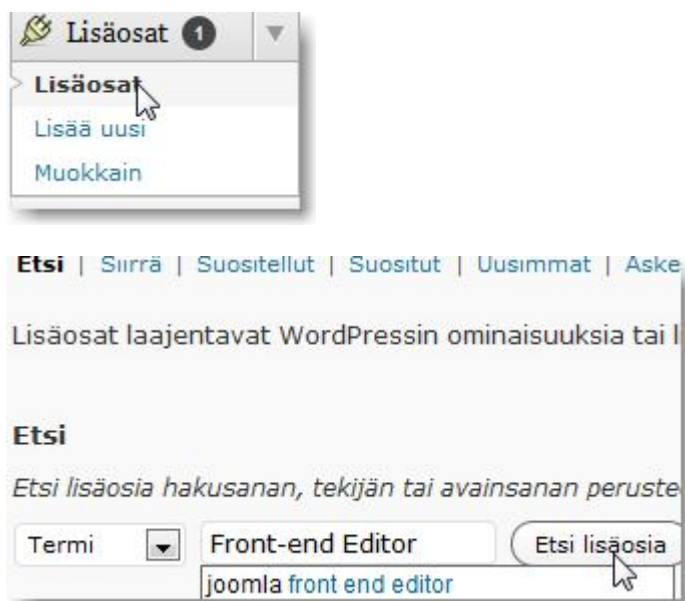 Lisäosat 1
Lisäosat
Lisää uusi
Muokkain
Etsi | Siirrä | Suositellut | Suositut | Uusimmat | Aske
Lisäosat laajentavat WordPressin ominaisuuksia tai l
Etsi
Etsi lisäosia hakusanan, tekijän tai avainsanan peruste
Termi Front-end Editor Etsi lisäosia
joomla front end editor